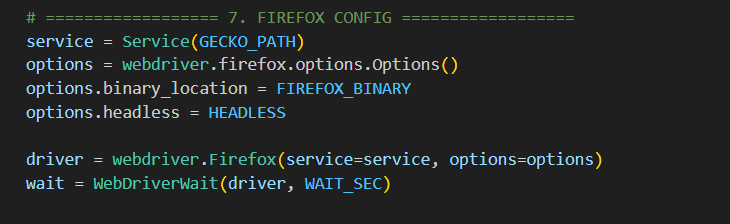 # ================== 7. FIREFOX CONFIG ==================
service = Service(GECKO_PATH)
options = webdriver.firefox.options.Options()
options.binary_location = FIREFOX_BINARY
options.headless = HEADLESS
driver = webdriver.Firefox(service=service, options=options)
wait = WebDriverWait(driver, WAIT_SEC)